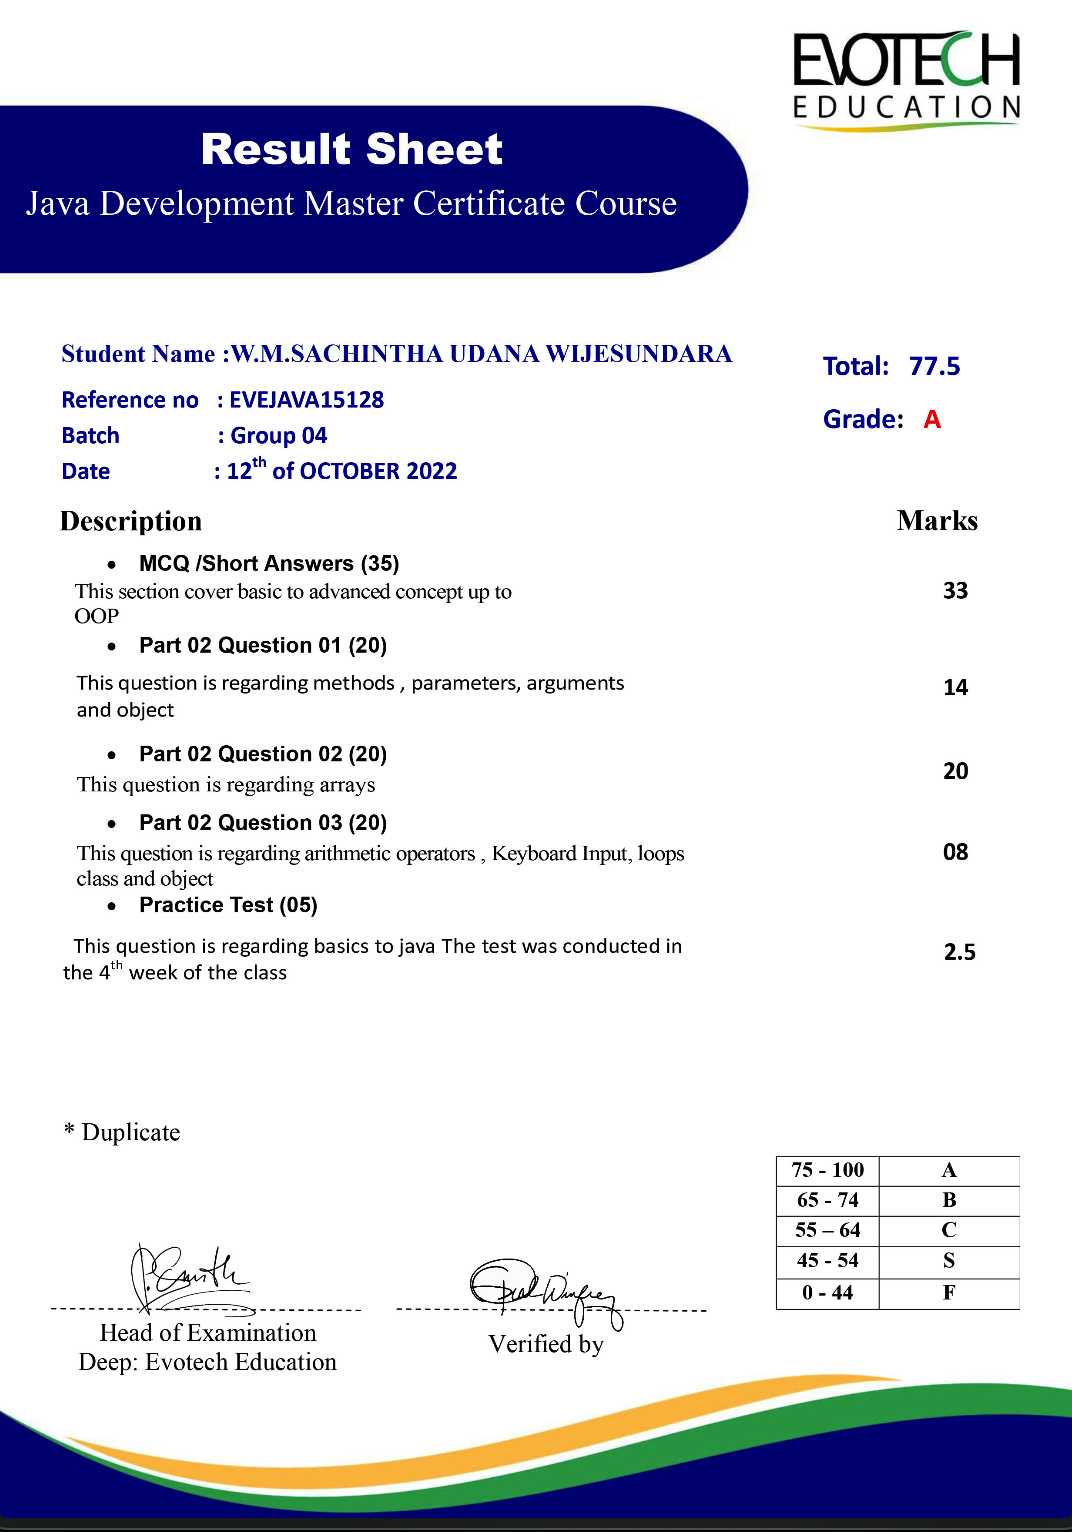 EVOTECH
EDUCATION
Result Sheet
Java Development Master Certificate Course
Student Name :W.M.SACHINTHA UDANA WIJESUNDARA
Total: 77.5
Reference no : EVEJAVA15128
Grade: A
Batch : Group 04
Date : 12th of OCTOBER 2022
Description Marks
• MCQ /Short Answers (35)
This section cover basic to advanced concept up to 33
OOP
• Part 02 Question 01 (20)
This question is regarding methods , parameters, arguments 14
and object
• Part 02 Question 02 (20)
This question is regarding arrays 20
• Part 02 Question 03 (20)
This question is regarding arithmetic operators , Keyboard Input, loops 08
class and object
• Practice Test (05)
This question is regarding basics to java The test was conducted in 2.5
the 4th week of the class
* Duplicate
75 - 100 A
65 - 74 B
55 – 64 C
45 - 54 S
0 - 44 F
Head of Examination
Deep: Evotech Education
Verified by